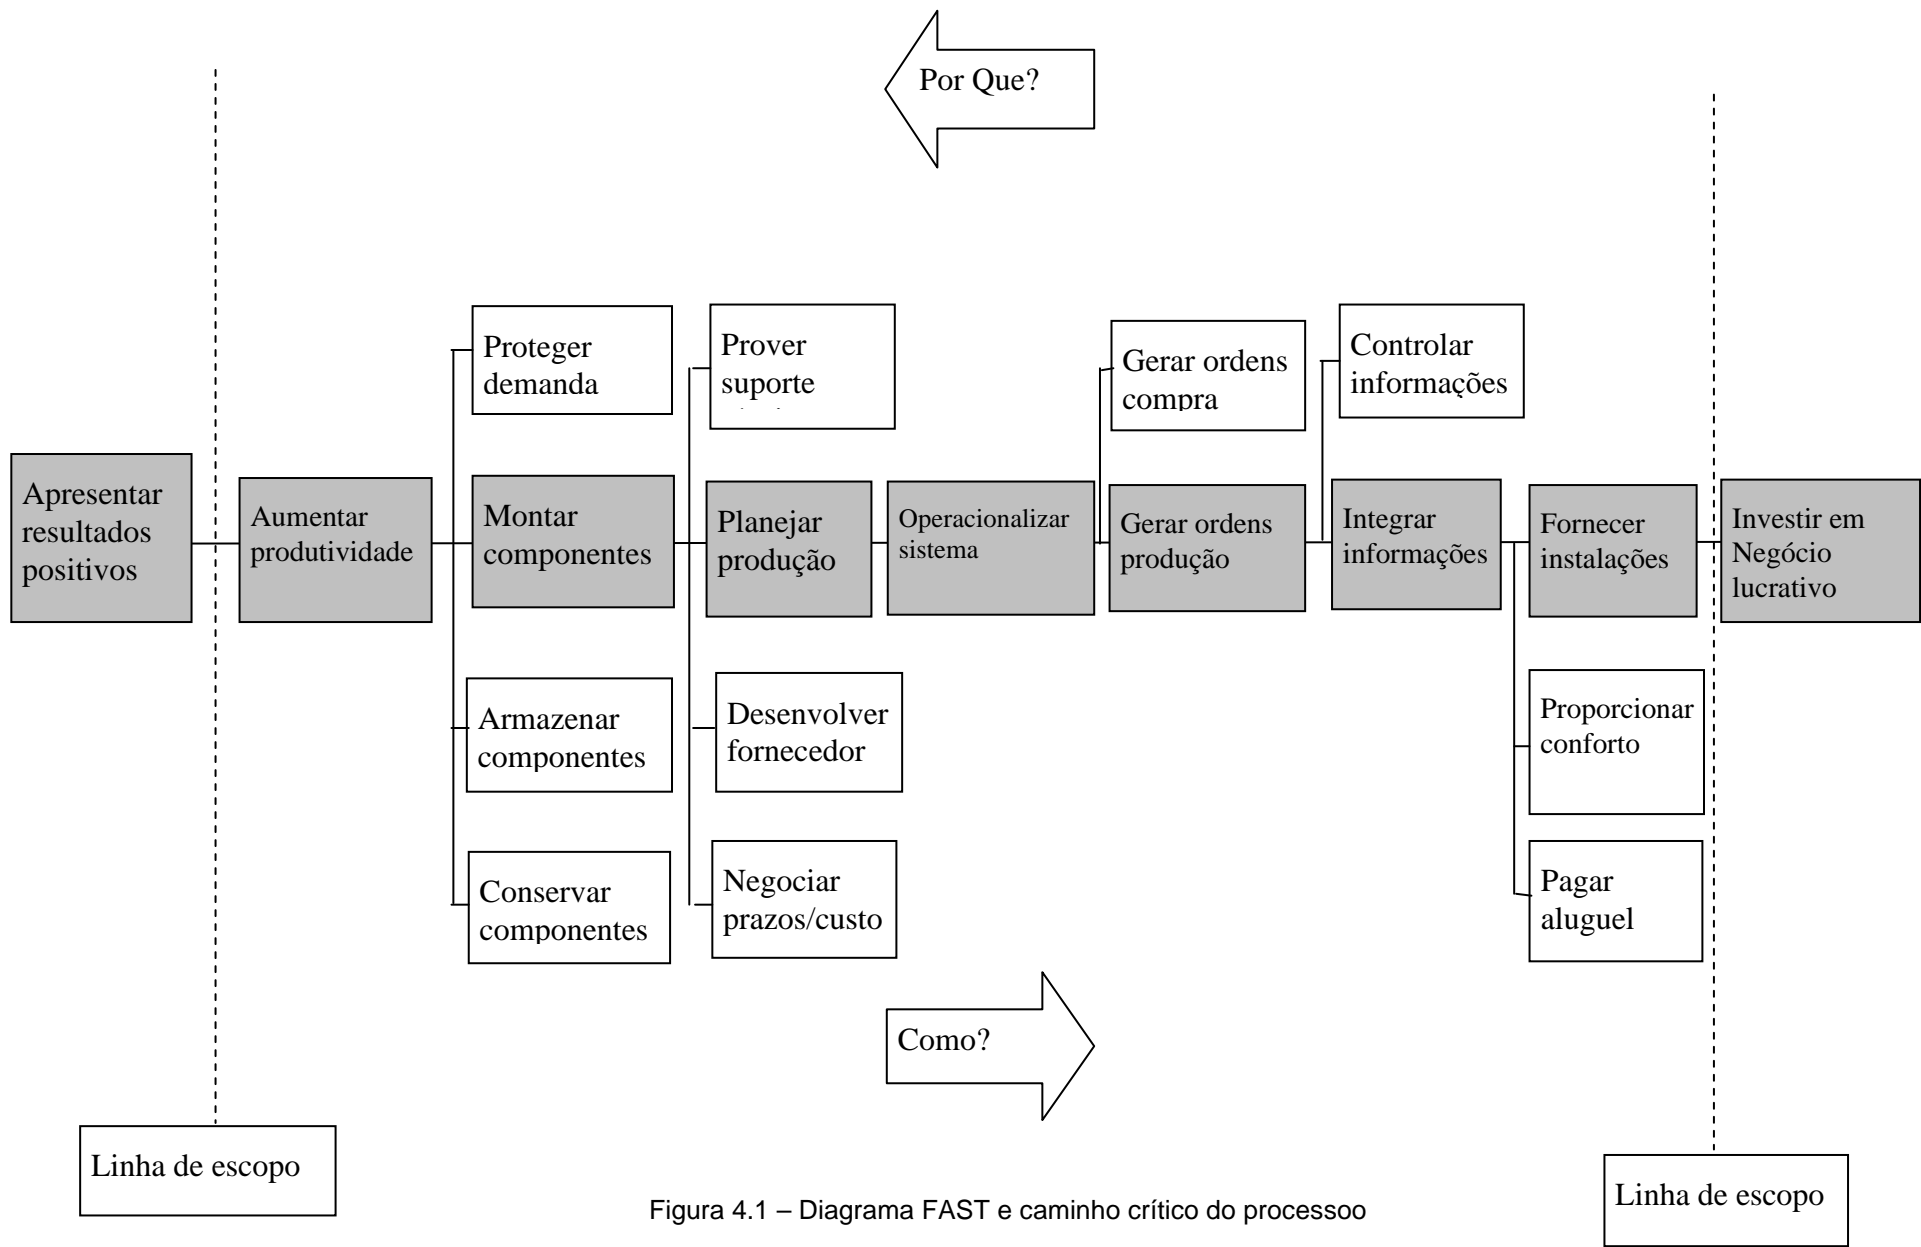 Por Que?
Proteger
demanda
Prover
suporte
Gerar ordens
compra
Controlar
informações
Apresentar
resultados
positivos
Aumentar
produtividade
Montar
componentes
Planejar
produção
Operacionalizar
sistema
Gerar ordens
produção
Integrar
informações
Fornecer
instalações
Investir em
Negócio
lucrativo
Armazenar
componentes
Desenvolver
fornecedor
Proporcionar
conforto
Conservar
componentes
Negociar
prazos/custo
Pagar
aluguel
Como?
Linha de escopo
Linha de escopo
Figura 4.1 – Diagrama FAST e caminho crítico do processoo